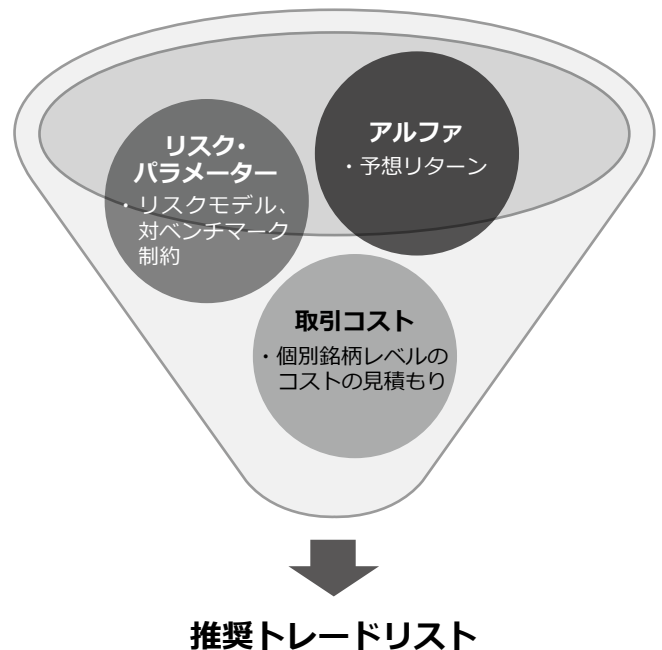 リスク・
パラメーター
・リスクモデル、
対ベンチマーク
制約
アルファ
・予想リターン
取引コスト
・個別銘柄レベルの
コストの見積もり
推奨トレードリスト